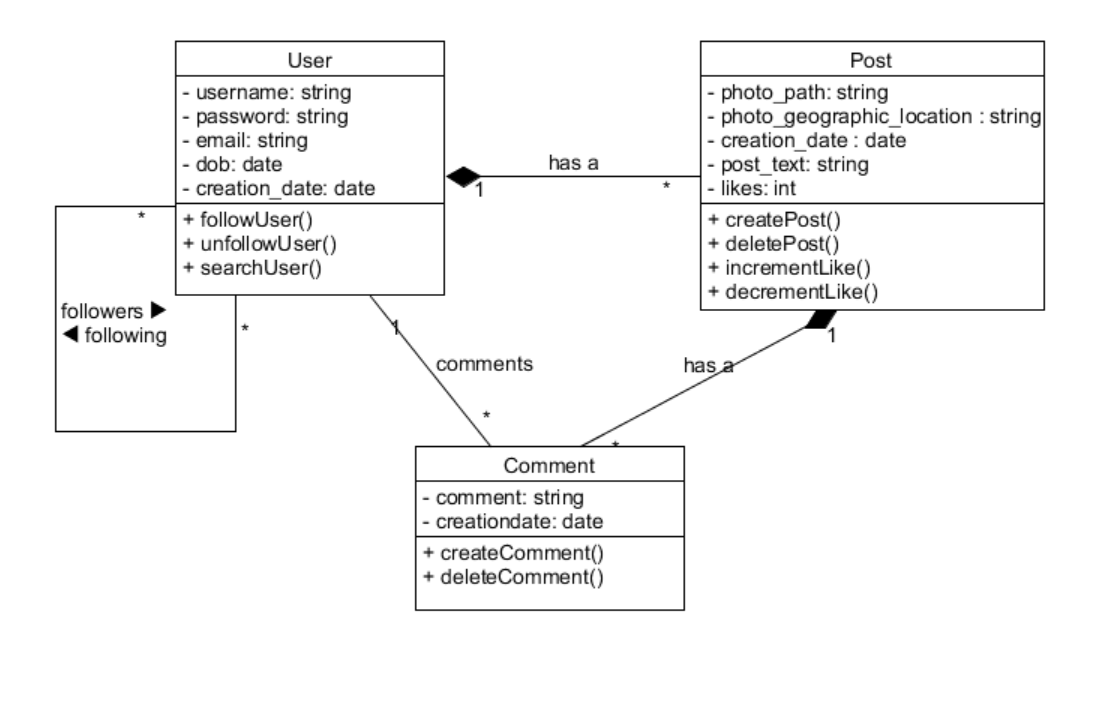 User
- username: string
- password: string
- email: string
- dob: date
- creation_date: date
+ followUser()
+ unfollowUser()
+ searchUser()
has a
1
*
Post
- photo_path: string
- photo_geographic_location : string
- creation_date : date
- post_text: string
- likes: int
+ createPost()
+ deletePost()
+ incrementLike()
+ decrementLike()
*
followers ▶
◀ following
*
1
comments
*
1
has a
*
Comment
- comment: string
- creationdate: date
+ createComment()
+ deleteComment()